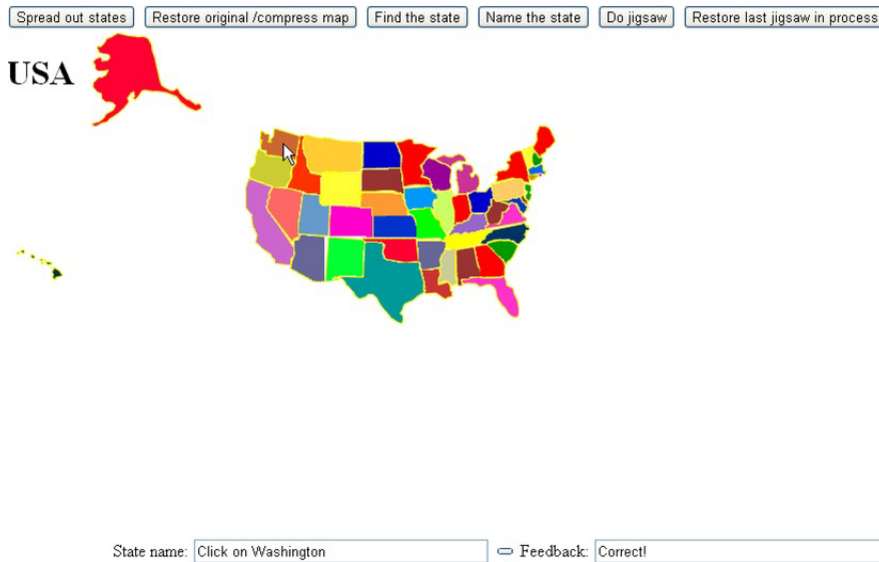 Spread out states Restore original /compress map Find the state Name the state Do jigsaw Restore last jigsaw in process
USA
State name: Click on Washington Feedback: Correct!